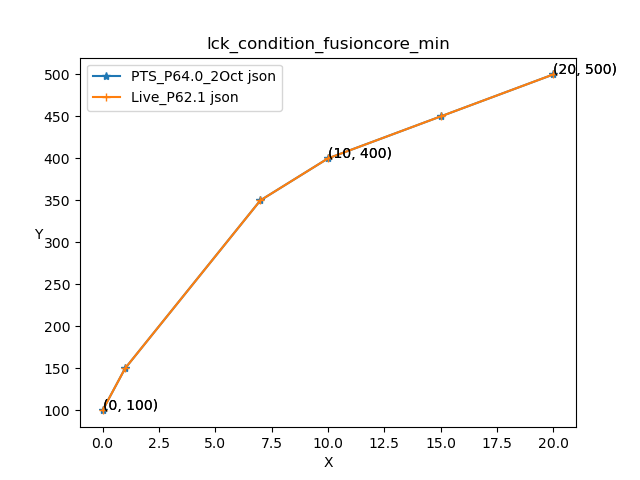 lck_condition_fusioncore_min
PTS_P64.0_2Oct json
Live_P62.1 json
(20, 500)
(10, 400)
(0, 100)
Y
500
450
400
350
300
250
200
150
100
0.0 2.5 5.0 7.5 10.0 12.5 15.0 17.5 20.0
X